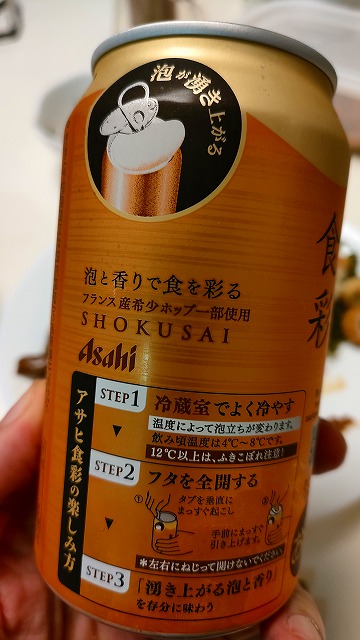 泡が湧き上がる
食彩
泡と香りで食を彩る
フランス産希少ホップ一部使用
SHOKUSAI
Asahi
アサヒ食彩の楽しみ方
STEP1
冷蔵室でよく冷やす
温度によって泡立ちが変わります。
飲み頃温度は4℃〜8℃です。
12℃以上は、ふきこぼれ注意!
STEP2
フタを全開する
① タブを垂直に
まっすぐ起こし
②
手前にまっすぐ
引き上げます。
*左右にねじって開けないでください
STEP3
「湧き上がる泡と香り」
を存分に味わう